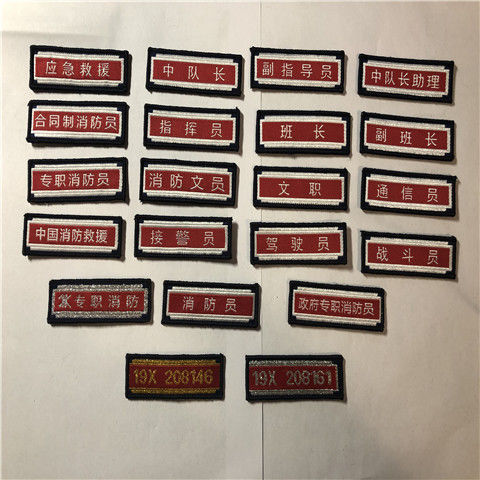 应急救援
中队长
副指导员
中队长助理
合同制消防员
指挥员
班长
副班长
专职消防员
消防文员
文职
通信员
中国消防救援
接警员
驾驶员
战斗员
专职消防
消防员
政府专职消防员
19X 208146
19X 208161